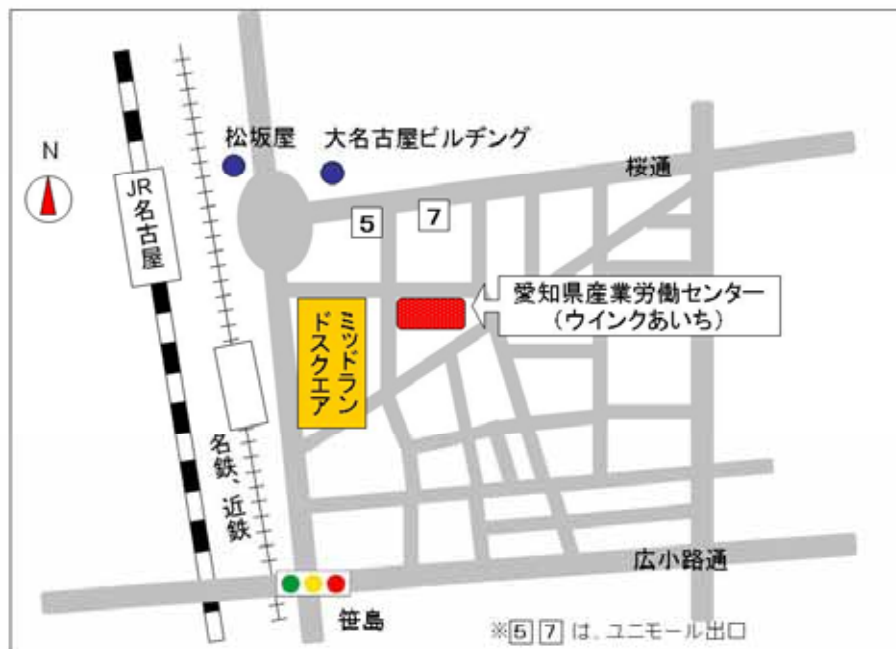 松坂屋
大名古屋ビルヂング
桜通
N
JR名古屋
5
7
愛知県産業労働センター
（ウインクあいち）
ミッドラン
ドスクエア
名鉄、近鉄
広小路通
笹島
※5 7 は、ユニモール出口